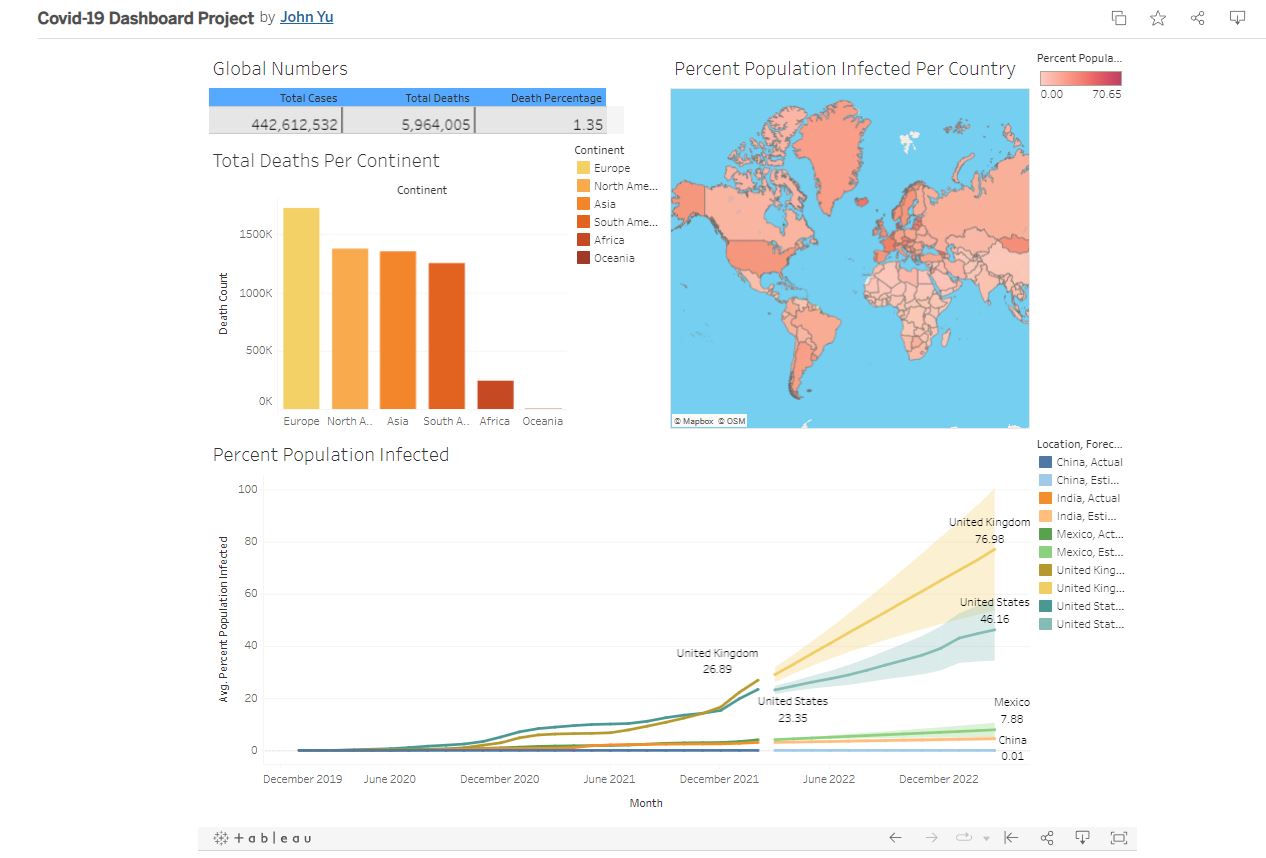 Covid-19 Dashboard Project by John Yu
Global Numbers
Total Cases Total Deaths Death Percentage
442,612,532 5,964,005 1.35
Total Deaths Per Continent
Continent
Death Count
1500K
1000K
500K
0K
Europe North A.. Asia South A.. Africa Oceania
Continent
Europe
North Ame...
Asia
South Ame...
Africa
Oceania
Percent Population Infected Per Country
© Mapbox © OSM
Percent Popula...
0.00 70.65
Percent Population Infected
Avg. Percent Population Infected
100
80
60
40
20
0
United Kingdom
76.98
United States
46.16
United Kingdom
26.89
United States
23.35
Mexico
7.88
China
0.01
December 2019 June 2020 December 2020 June 2021 December 2021 June 2022 December 2022
Month
Location, Forec...
China, Actual
China, Esti...
India, Actual
India, Esti...
Mexico, Act...
Mexico, Est...
United King...
United King...
United Stat...
United Stat...
+ a b | e a u